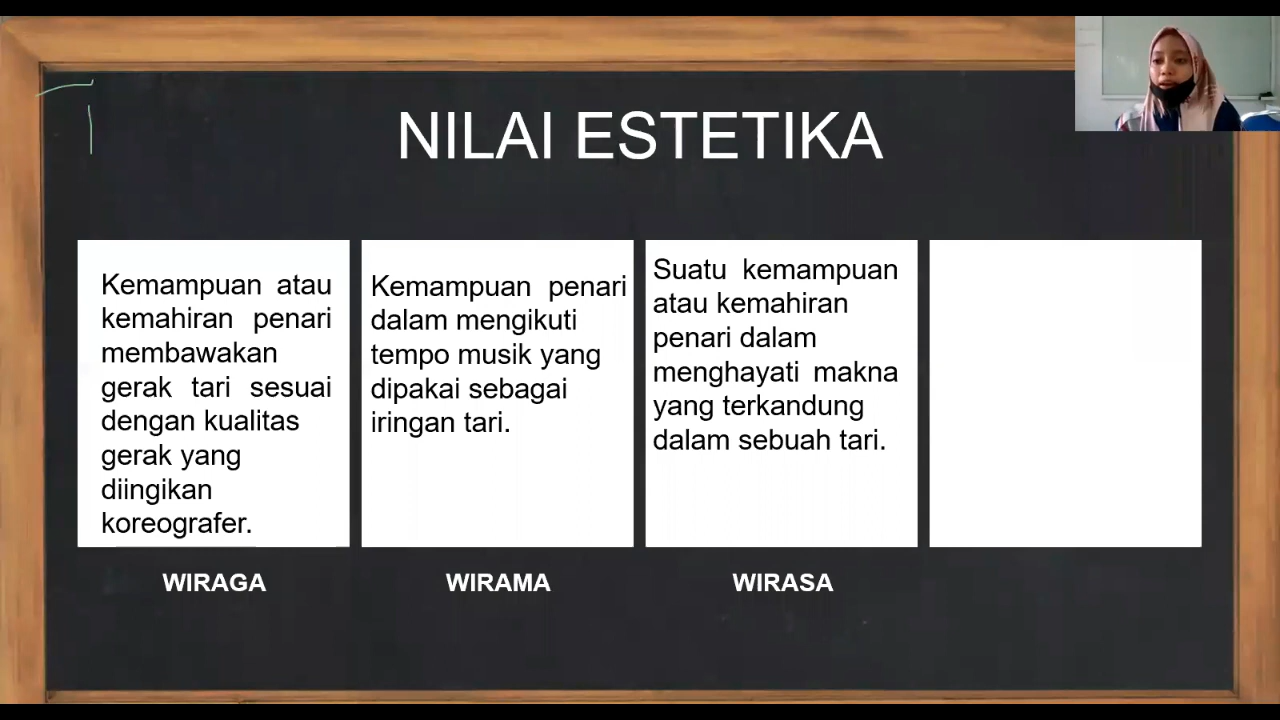 NILAI ESTETIKA
Kemampuan atau
kemahiran penari
membawakan
gerak tari sesuai
dengan kualitas
gerak yang
diingikan
koreografer.
WIRAGA
Kemampuan penari
dalam mengikuti
tempo musik yang
dipakai sebagai
iringan tari.
WIRAMA
Suatu kemampuan
atau kemahiran
penari dalam
menghayati makna
yang terkandung
dalam sebuah tari.
WIRASA